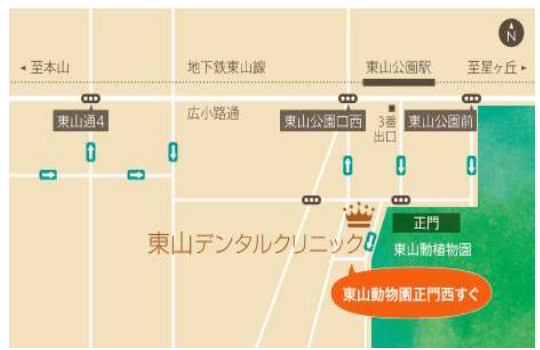 N
◂ 至本山
地下鉄東山線
東山公園駅
至星ヶ丘 ▸
東山通4
広小路通
東山公園口西
3番
出口
東山公園前
正門
東山デンタルクリニック
東山動植物園
東山動物園正門西すぐ